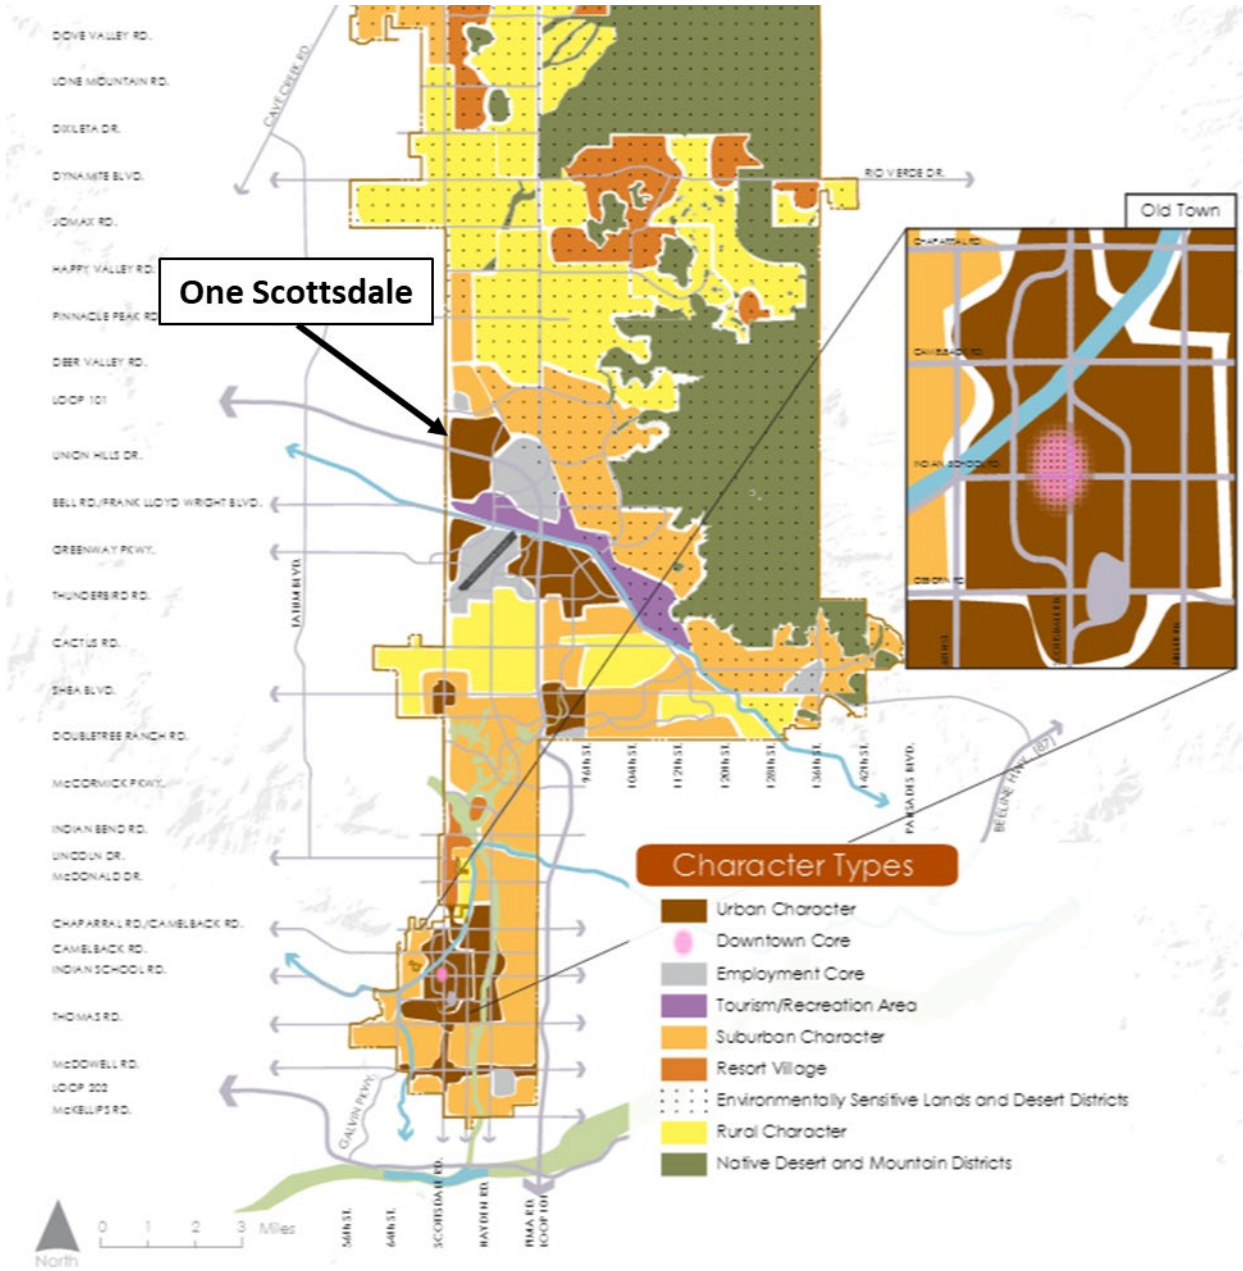 DOVE VALLEY RD.
LONE MOUNTAIN RD.
DIXILETA DR.
DYNAMITE BLVD.
JOMAX RD.
HAPPY VALLEY RD.
PINNACLE PEAK RD
DEER VALLEY RD.
LOOP 101
UNION HILLS DR.
BELL RD./FRANK LLOYD WRIGHT BLVD.
GREENWAY PKWY.
THUNDERBIRD RD.
CACTUS RD.
SHEA BLVD.
DOUBLETREE RANCH RD.
McCORMICK PKWY.
INDIAN BEND RD.
LINCOLN DR.
McDONALD DR.
CHAPARRAL RD./CAMELBACK RD.
CAMELBACK RD.
INDIAN SCHOOL RD.
THOMAS RD.
McDOWELL RD.
LOOP 202
McKELLIPS RD.
CAVE CREEK RD.
TATUM BLVD.
One Scottsdale
RIO VERDE DR.
Old Town
CHAPARRAL RD.
CAMELBACK RD.
INDIAN SCHOOL RD.
OSBORN RD.
SCOTTSDALE RD.
96th ST.
104th ST.
112th ST.
120th ST.
128th ST.
136th ST.
142th ST.
PALISADES BLVD.
BEELINE HWY. (87)
Character Types
Urban Character
Downtown Core
Employment Core
Tourism/Recreation Area
Suburban Character
Resort Village
Environmentally Sensitive Lands and Desert Districts
Rural Character
Native Desert and Mountain Districts
GALVIN PKWY.
56th ST.
64th ST.
SCOTTSDALE RD.
HAYDEN RD.
PIMA RD.
LOOP 101
0 1 2 3 Miles
North